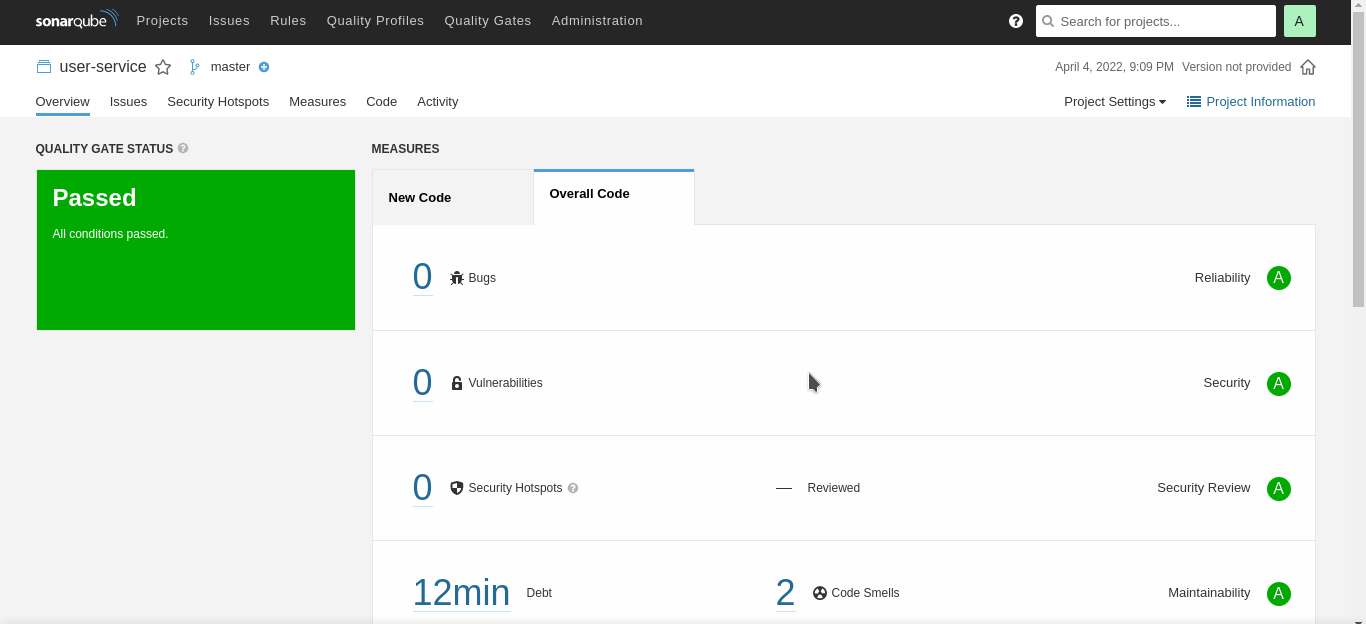 sonarqube Projects Issues Rules Quality Profiles Quality Gates Administration ? Search for projects... A
user-service master April 4, 2022, 9:09 PM Version not provided
Overview Issues Security Hotspots Measures Code Activity Project Settings Project Information
QUALITY GATE STATUS ? MEASURES
Passed
All conditions passed.
New Code Overall Code
0 Bugs Reliability A
0 Vulnerabilities Security A
0 Security Hotspots ? — Reviewed Security Review A
12min Debt 2 Code Smells Maintainability A